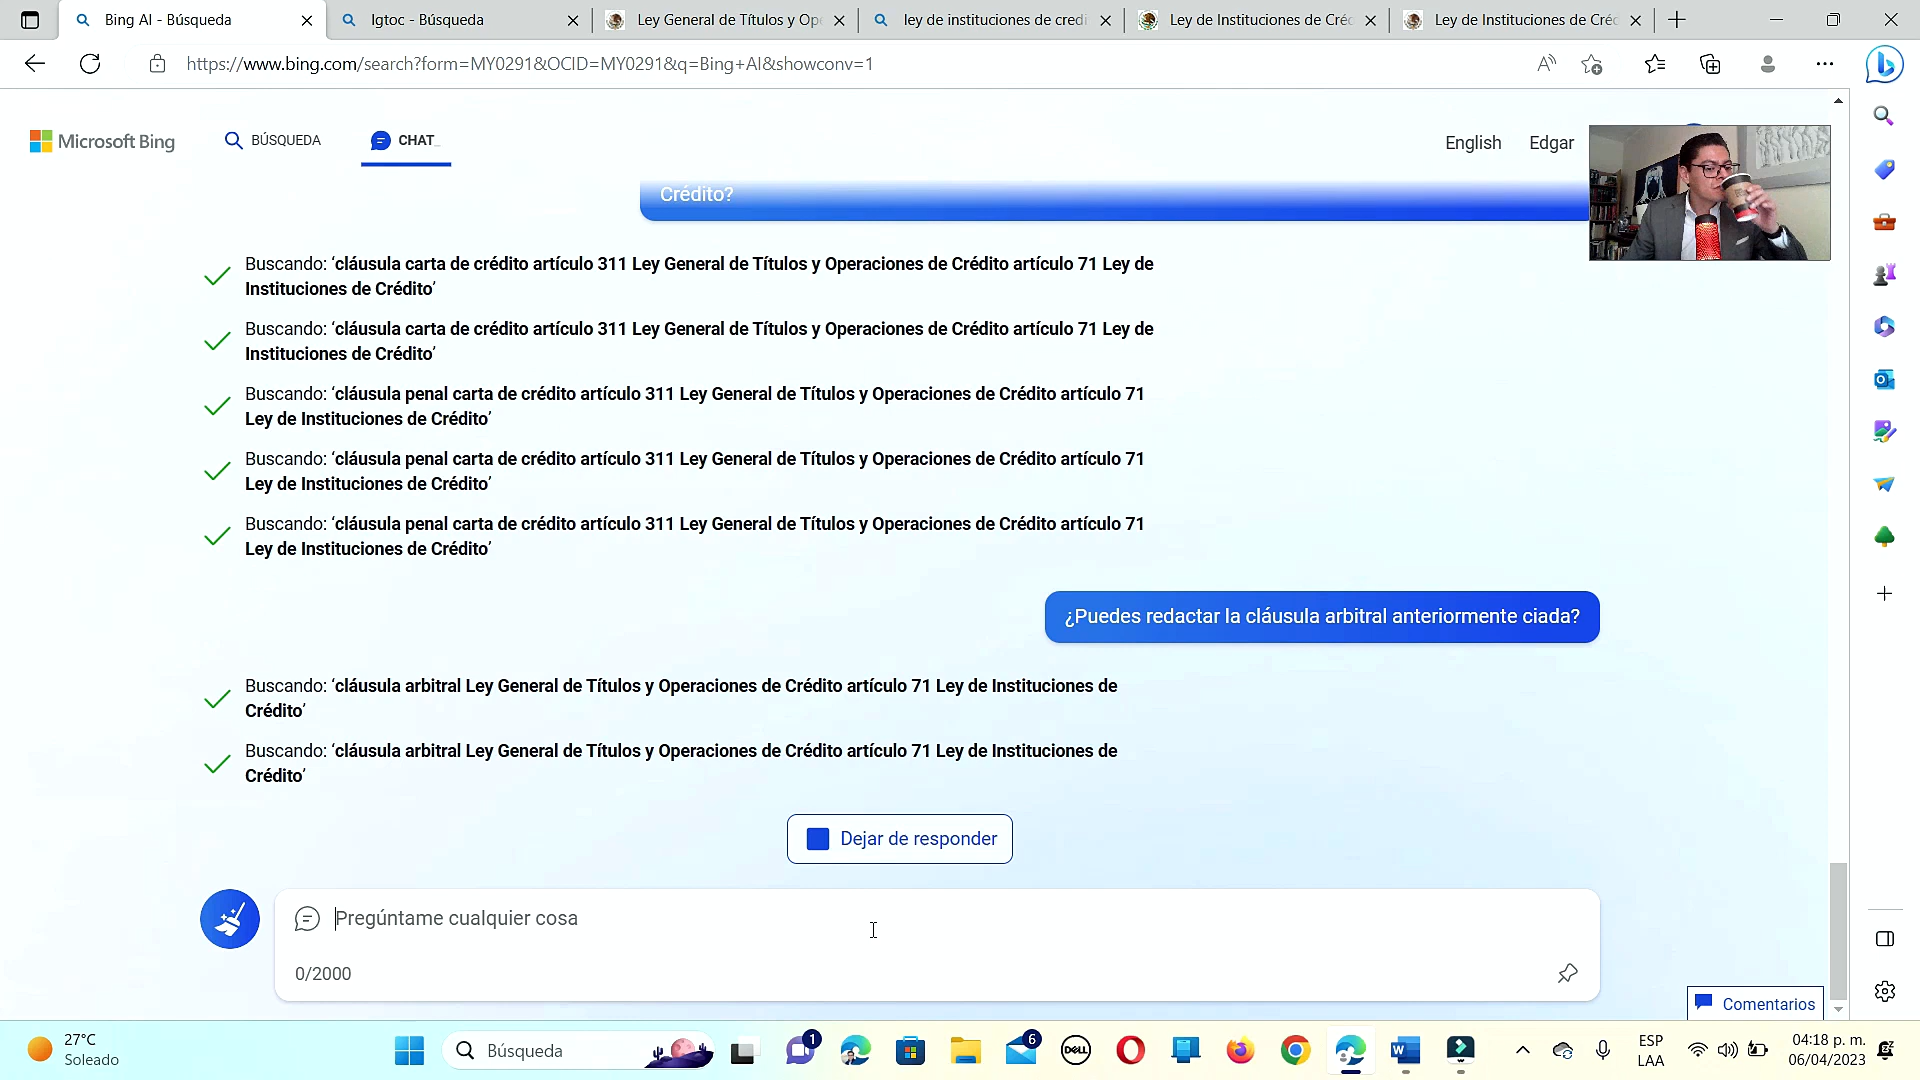 Bing AI - Búsqueda
lgtoc - Búsqueda
Ley General de Títulos y Op
ley de instituciones de credi
Ley de Instituciones de Créd
Ley de Instituciones de Créd
https://www.bing.com/search?form=MY0291&OCID=MY0291&q=Bing+AI&showconv=1
Microsoft Bing
BÚSQUEDA
CHAT
English
Edgar
Crédito?
Buscando: ‘cláusula carta de crédito artículo 311 Ley General de Títulos y Operaciones de Crédito artículo 71 Ley de
Instituciones de Crédito’
Buscando: ‘cláusula carta de crédito artículo 311 Ley General de Títulos y Operaciones de Crédito artículo 71 Ley de
Instituciones de Crédito’
Buscando: ‘cláusula penal carta de crédito artículo 311 Ley General de Títulos y Operaciones de Crédito artículo 71
Ley de Instituciones de Crédito’
Buscando: ‘cláusula penal carta de crédito artículo 311 Ley General de Títulos y Operaciones de Crédito artículo 71
Ley de Instituciones de Crédito’
Buscando: ‘cláusula penal carta de crédito artículo 311 Ley General de Títulos y Operaciones de Crédito artículo 71
Ley de Instituciones de Crédito’
¿Puedes redactar la cláusula arbitral anteriormente ciada?
Buscando: ‘cláusula arbitral Ley General de Títulos y Operaciones de Crédito artículo 71 Ley de Instituciones de
Crédito’
Buscando: ‘cláusula arbitral Ley General de Títulos y Operaciones de Crédito artículo 71 Ley de Instituciones de
Crédito’
Dejar de responder
Pregúntame cualquier cosa
0/2000
Comentarios
27°C
Soleado
Búsqueda
1
6
DELL
ESP
LAA
04:18 p. m.
06/04/2023